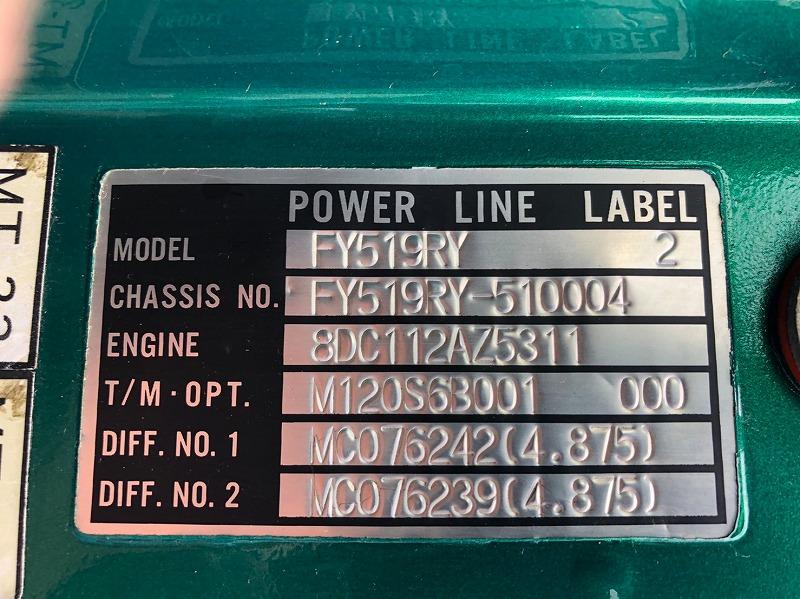 POWER LINE LABEL
MODEL FY519RY 2
CHASSIS NO. FY519RY-510004
ENGINE 8DC112AZ5311
T/M·OPT. M120S6B001 000
DIFF. NO. 1 MC076242(4.875)
DIFF. NO. 2 MC076239(4.875)
MT